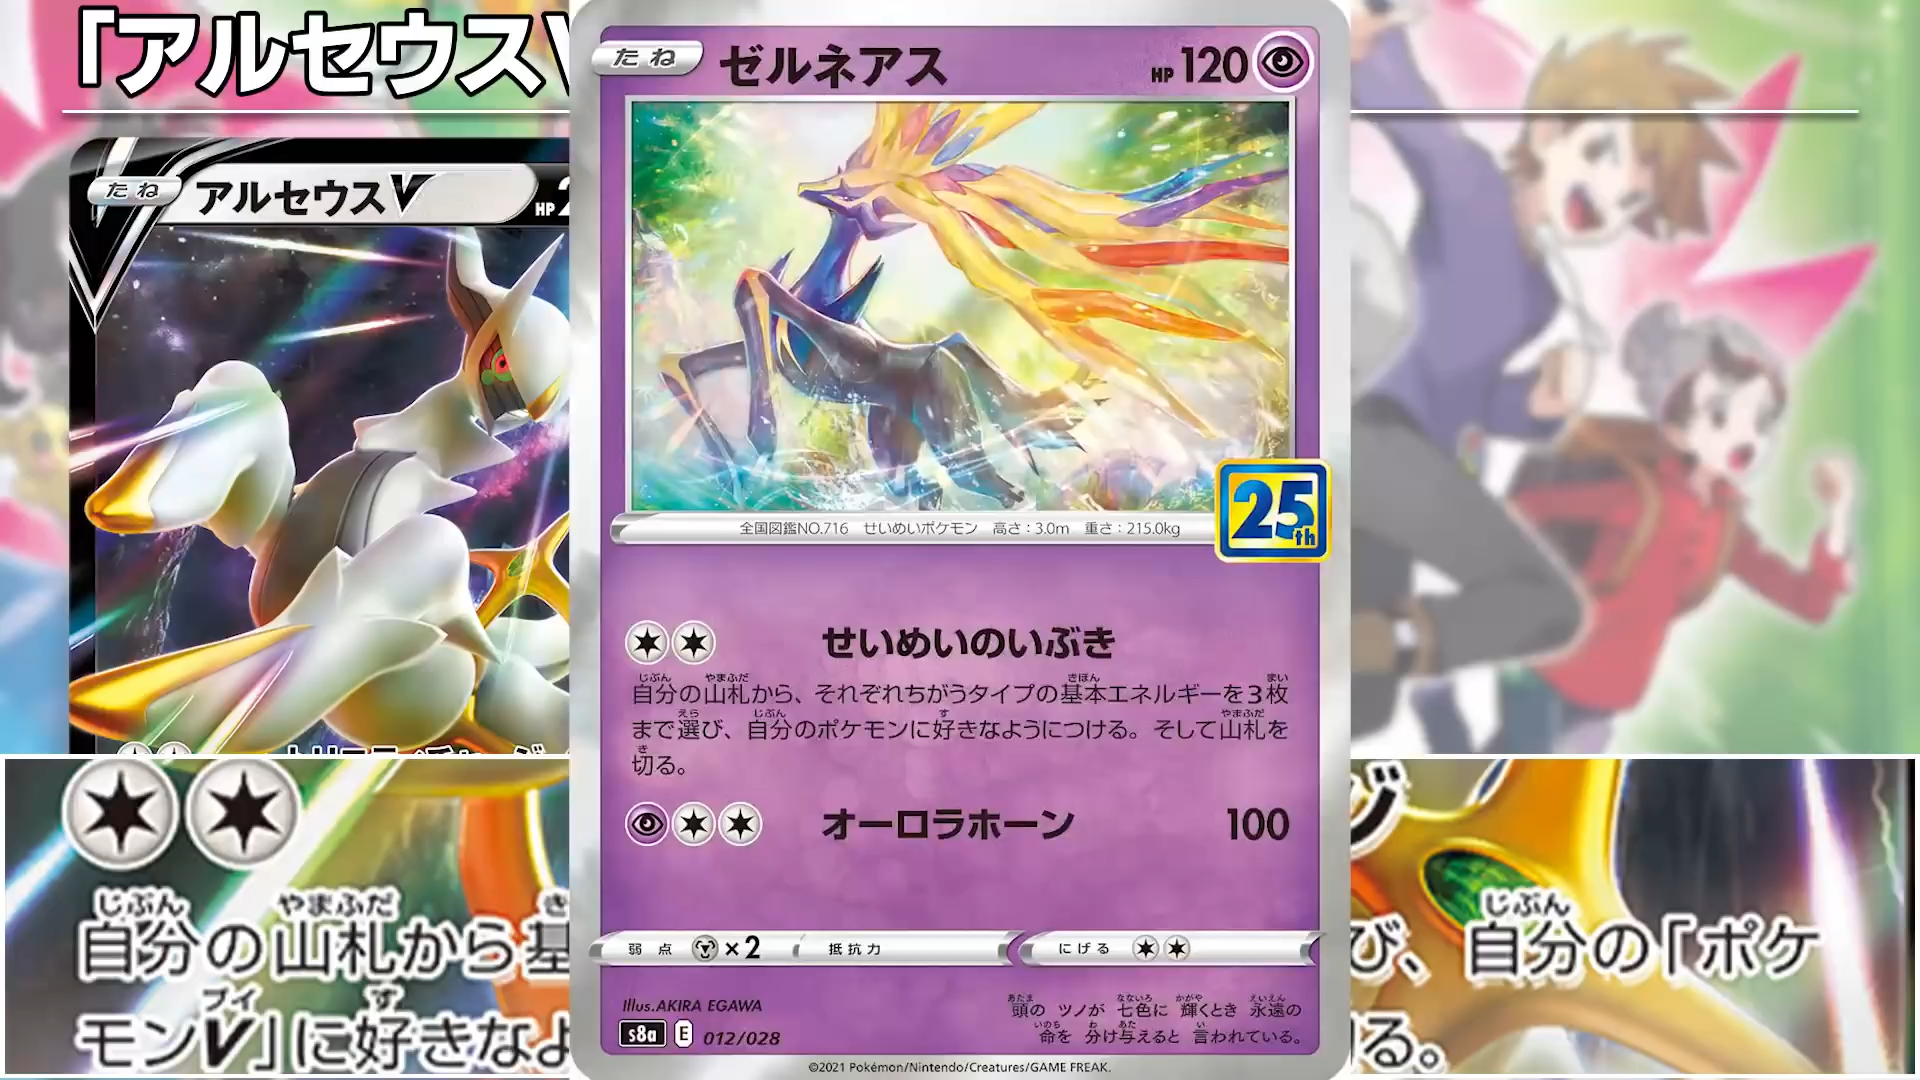 「アルセウスV
たね アルセウスV HP2
たね ゼルネアス HP120
全国図鑑NO.716 せいめいポケモン 高さ：3.0m 重さ：215.0kg
25th
せいめいのいぶき
自分の山札から、それぞれちがうタイプの基本エネルギーを3枚
まで選び、自分のポケモンに好きなようにつける。そして山札を
切る。
オーロラホーン 100
弱点 ×2 抵抗力 にげる
Illus.AKIRA EGAWA
s8a E 012/028
頭の ツノが 七色に 輝くとき 永遠の
命を 分け与えると 言われている。
©2021 Pokémon/Nintendo/Creatures/GAME FREAK.
自分の山札から基
び、自分の「ポケ
モンV」に好きなよ
る。